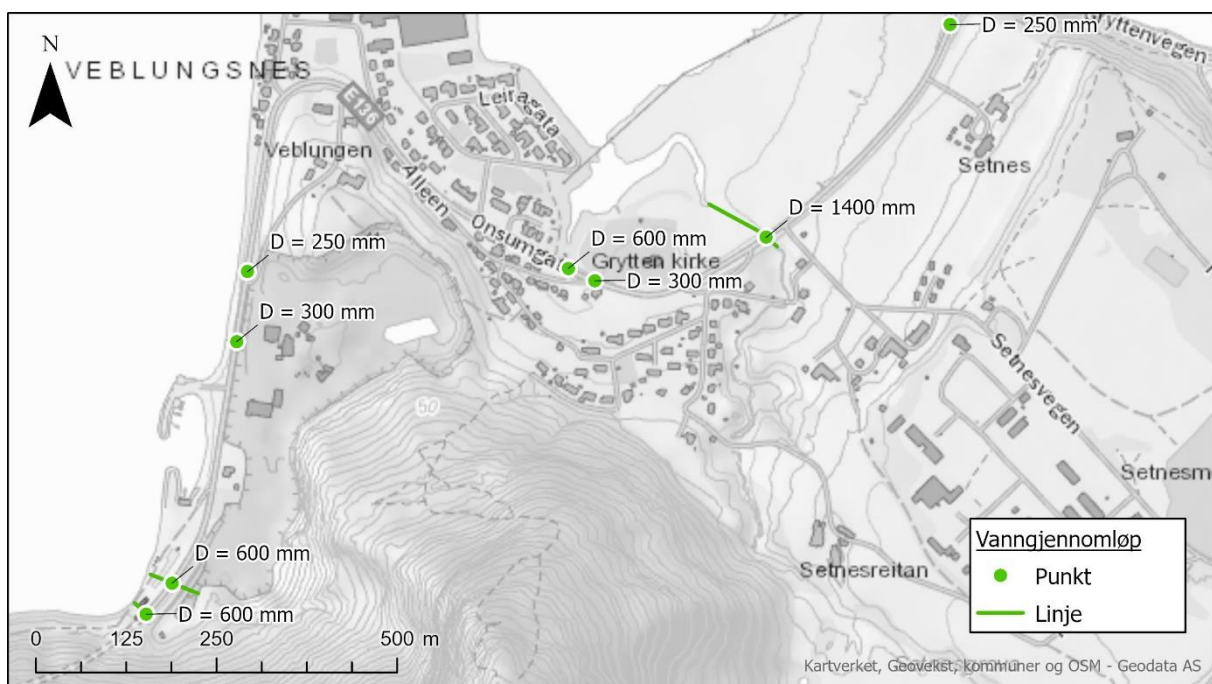 N
VEBLUNGSNES
E136
Leiragata
Veblungen
Alleen
Onsumgata
Grytten kirke
Gryttenvegen
D = 250 mm
Setnes
D = 1400 mm
D = 600 mm
D = 300 mm
D = 250 mm
D = 300 mm
50
Setnesvegen
Setnesmo
Setnesreitan
D = 600 mm
D = 600 mm
0 125 250 500 m
Vanngjennomløp
Punkt
Linje
Kartverket, Geovekst, kommuner og OSM - Geodata AS